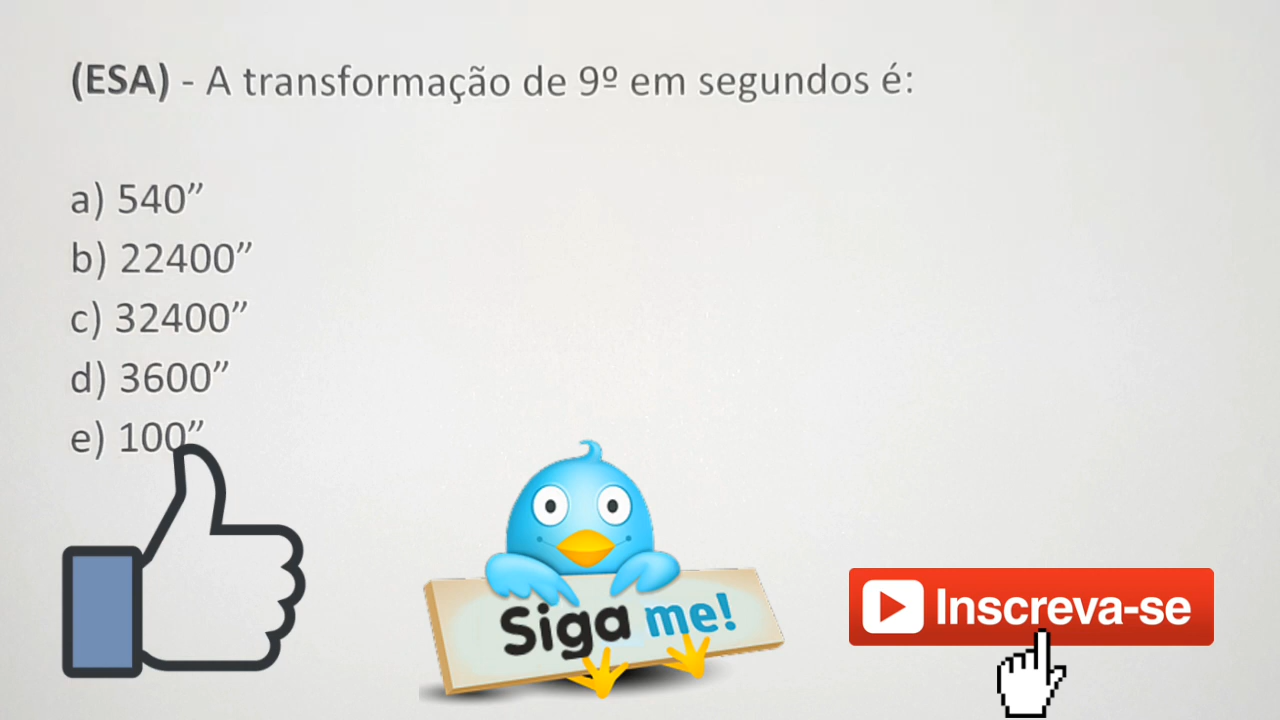 (ESA) - A transformação de 9º em segundos é:
a) 540”
b) 22400”
c) 32400”
d) 3600”
e) 100”
Siga me!
Inscreva-se